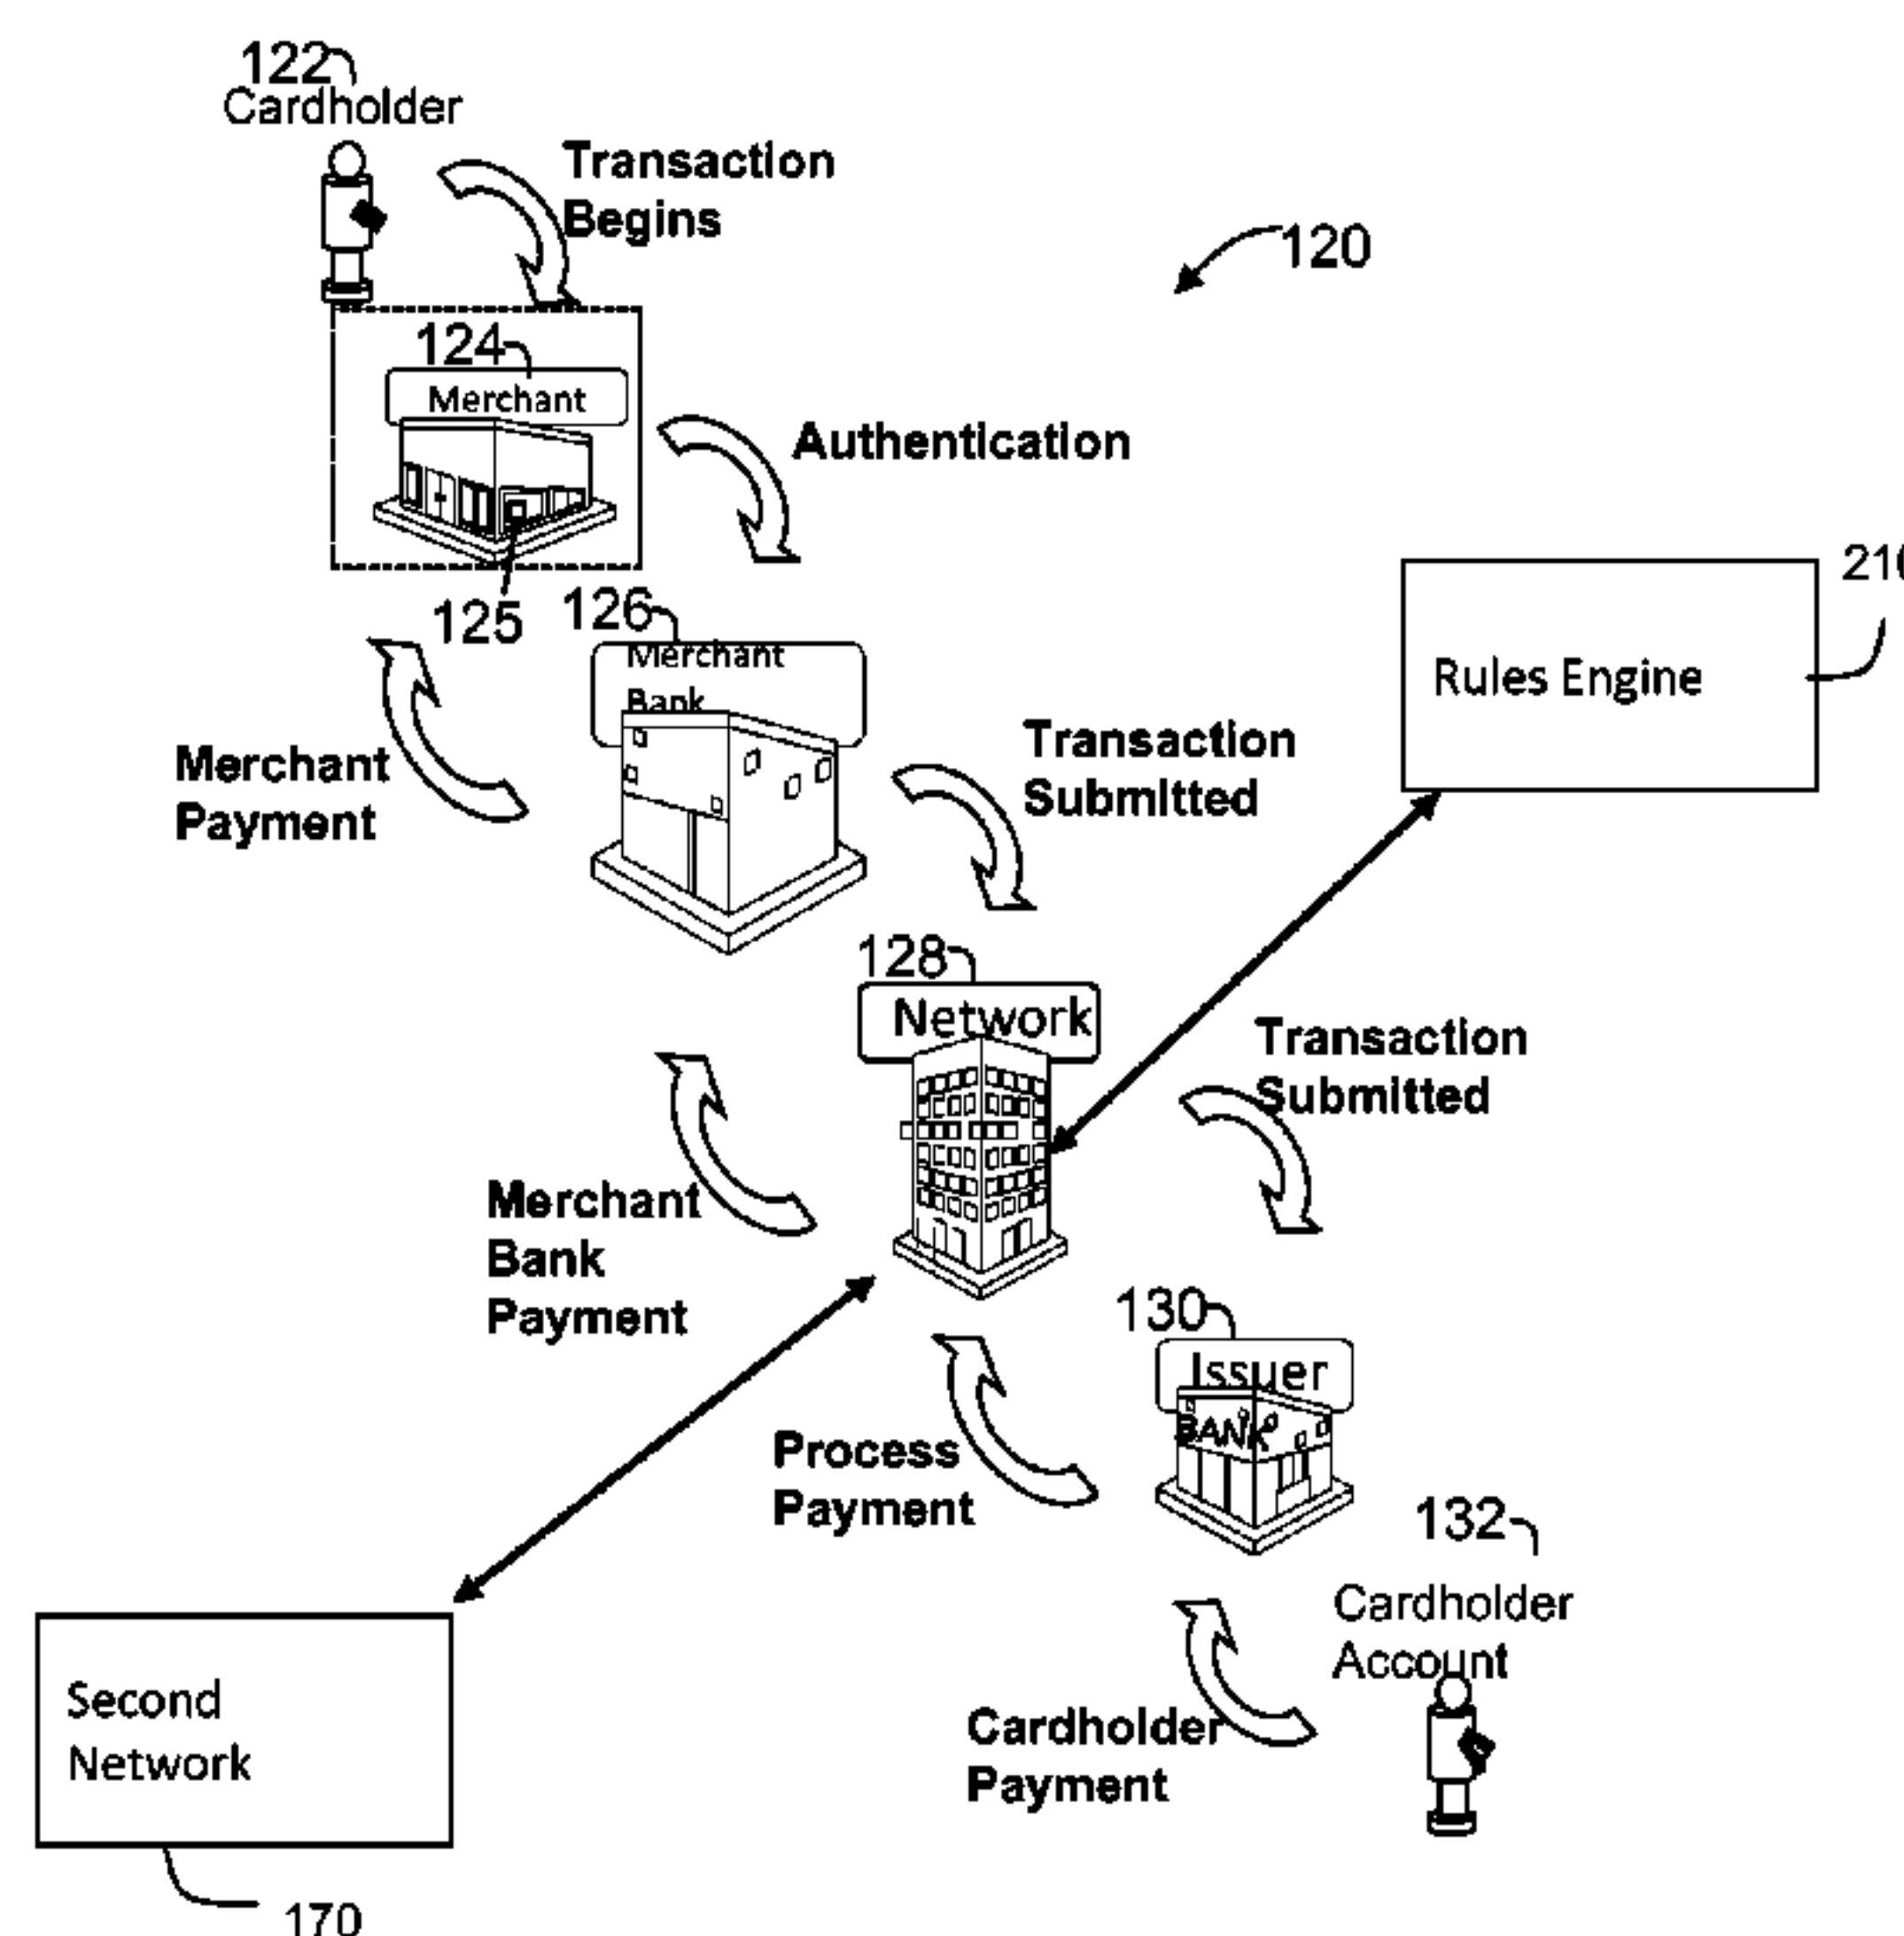 122
Cardholder
Transaction
Begins
120
124
Merchant
Authentication
125
126
Merchant
Bank
210
Rules Engine
Merchant
Payment
Transaction
Submitted
128
Network
Transaction
Submitted
Merchant
Bank
Payment
130
Issuer
BANK
Process
Payment
132
Cardholder
Account
Second
Network
Cardholder
Payment
170